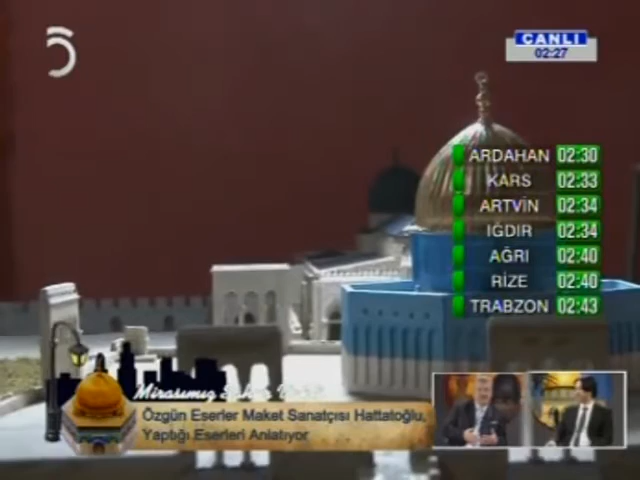 CANLI
02:27
ARDAHAN 02:30
KARS 02:33
ARTVİN 02:34
IĞDIR 02:34
AĞRI 02:40
RİZE 02:40
TRABZON 02:43
Mirasımız
Özgün Eserler Maket Sanatçısı Hattatoğlu,
Yaptığı Eserleri Anlatıyor